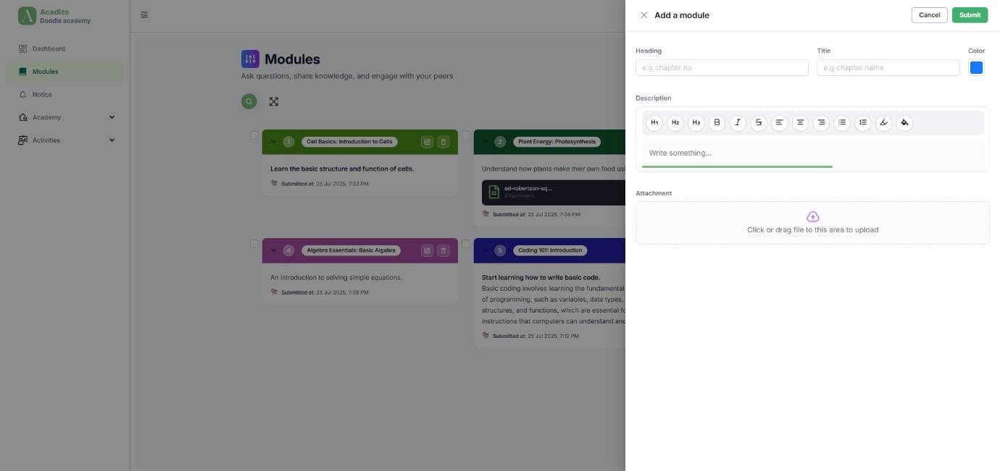 Acadizo
Doodle academy
Dashboard
Modules
Notice
Academy
Activities
Modules
Ask questions, share knowledge, and engage with your peers
1 Cell Basics: Introduction to Cells
Learn the basic structure and function of cells.
Submitted at: 25 Jul 2025, 7:03 PM
2 Plant Energy: Photosynthesis
Understand how plants make their own food usi
ed-robertson-sq...
Attachment
Submitted at: 25 Jul 2025, 7:05 PM
4 Algebra Essentials: Basic Algebra
An introduction to solving simple equations.
Submitted at: 25 Jul 2025, 7:08 PM
5 Coding 101: Introduction
Start learning how to write basic code.
Basic coding involves learning the fundamental
of programming, such as variables, data types,
structures, and functions, which are essential fo
instructions that computers can understand and
Submitted at: 25 Jul 2025, 7:12 PM
Add a module
Cancel
Submit
Heading
e.g chapter no
Title
e.g chapter name
Color
Description
H1 H2 H3 B I S
Write something...
Attachment
Click or drag file to this area to upload